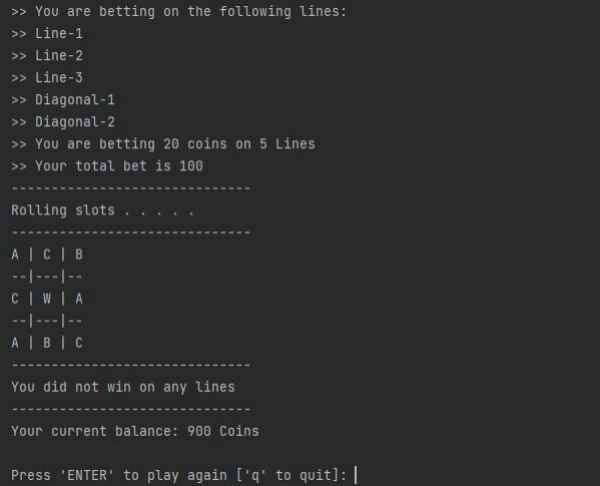 >> You are betting on the following lines:
>> Line-1
>> Line-2
>> Line-3
>> Diagonal-1
>> Diagonal-2
>> You are betting 20 coins on 5 Lines
>> Your total bet is 100
------------------------------
Rolling slots . . . . .
------------------------------
A | C | B
--|---|--
C | W | A
--|---|--
A | B | C
------------------------------
You did not win on any lines
------------------------------
Your current balance: 900 Coins
Press 'ENTER' to play again ['q' to quit]: